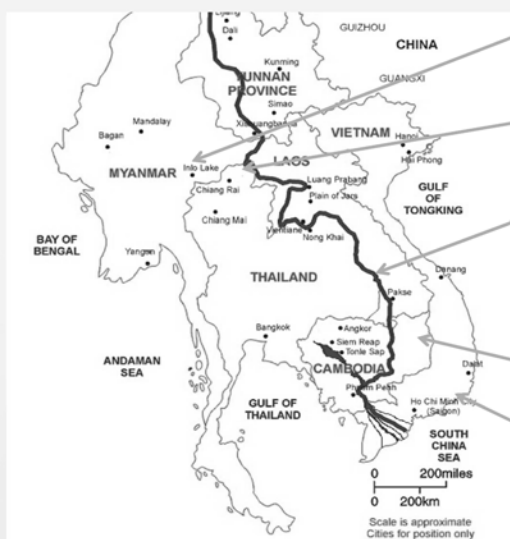 Lijiang
Dali
GUIZHOU
CHINA
Kunming
YUNNAN
PROVINCE
GUANGXI
Simao
VIETNAM
Hanoi
Hai Phong
Mandalay
Bagan
MYANMAR
Inlo Lake
LAOS
Chiang Rai
Luang Prabang
Plain of Jars
GULF
OF
TONGKING
Chiang Mai
BAY OF
BENGAL
Vientiane
Nong Khai
Yangon
THAILAND
Danang
Pakse
Bangkok
Angkor
Siem Reap
Tonle Sap
ANDAMAN
SEA
CAMBODIA
Dalat
Phnom Penh
GULF OF
THAILAND
Ho Chi Minh City
(Saigon)
SOUTH
CHINA
SEA
0 200miles
0 200km
Scale is approximate
Cities for position only